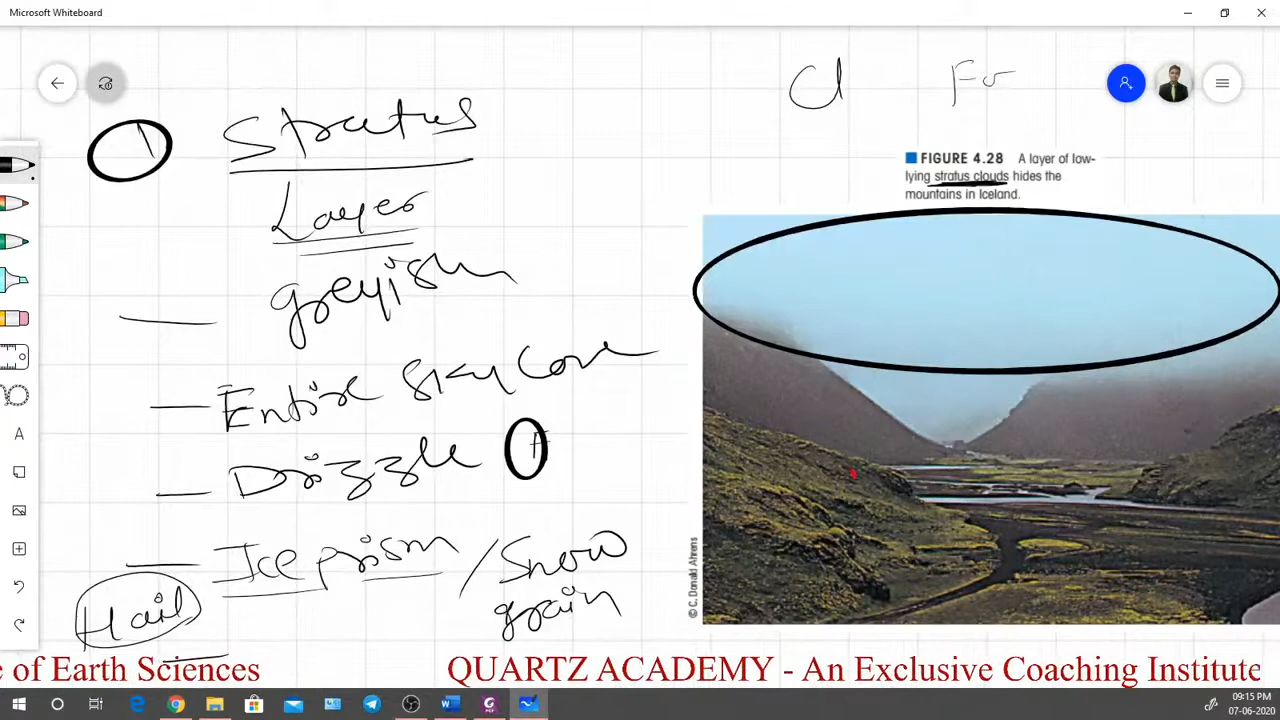 Microsoft Whiteboard
Cl
1
Stratus
Layer
greyish
Entire sky Cove
Drizzle
Ice prism / Snow
grain
Hail
FIGURE 4.28 A layer of low-
lying stratus clouds hides the
mountains in Iceland.
© C. Donald Ahrens
A
e of Earth Sciences QUARTZ ACADEMY - An Exclusive Coaching Institute
09:15 PM
07-06-2020